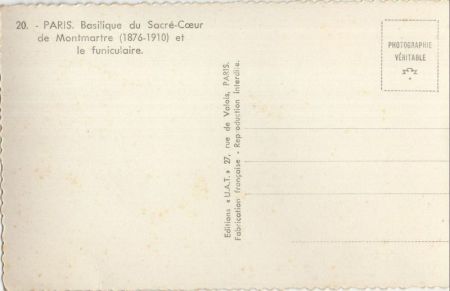 20. - PARIS. Basilique du Sacré-Cœur
de Montmartre (1876-1910) et
le funiculaire.
Editions « U.A.T. » 27, rue de Valois, PARIS.
Fabrication française - Reproduction interdite.
PHOTOGRAPHIE
VÉRITABLE